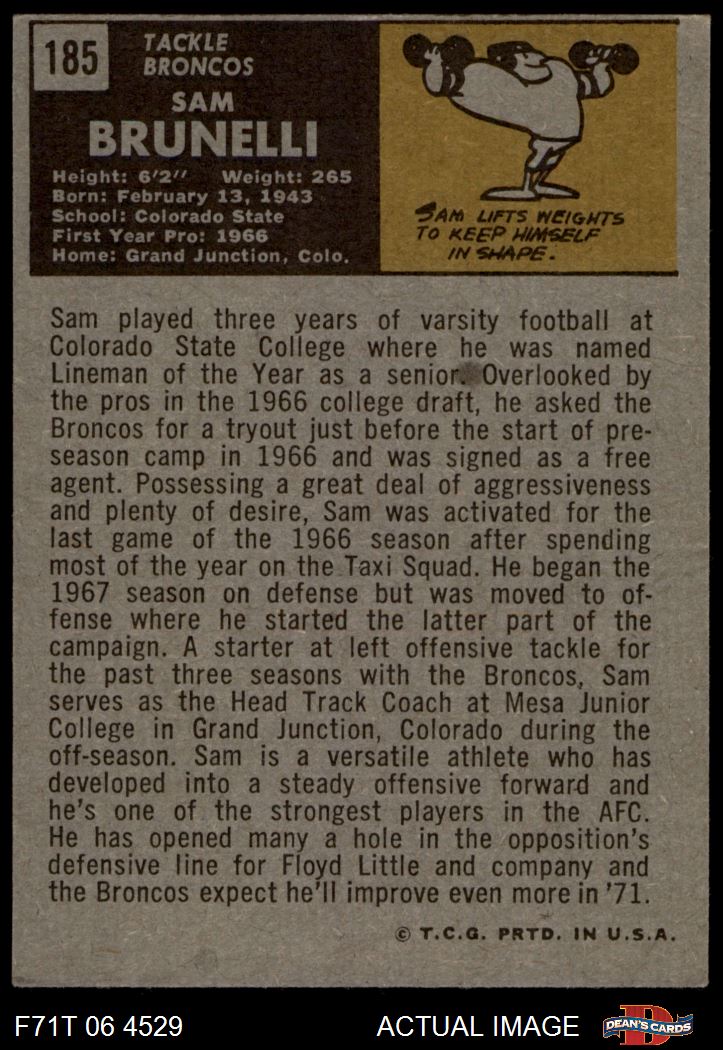 185
TACKLE
BRONCOS
SAM
BRUNELLI
Height: 6'2" Weight: 265
Born: February 13, 1943
School: Colorado State
First Year Pro: 1966
Home: Grand Junction, Colo.
SAM LIFTS WEIGHTS
TO KEEP HIMSELF
IN SHAPE.
Sam played three years of varsity football at
Colorado State College where he was named
Lineman of the Year as a senior. Overlooked by
the pros in the 1966 college draft, he asked the
Broncos for a tryout just before the start of pre-
season camp in 1966 and was signed as a free
agent. Possessing a great deal of aggressiveness
and plenty of desire, Sam was activated for the
last game of the 1966 season after spending
most of the year on the Taxi Squad. He began the
1967 season on defense but was moved to of-
fense where he started the latter part of the
campaign. A starter at left offensive tackle for
the past three seasons with the Broncos, Sam
serves as the Head Track Coach at Mesa Junior
College in Grand Junction, Colorado during the
off-season. Sam is a versatile athlete who has
developed into a steady offensive forward and
he's one of the strongest players in the AFC.
He has opened many a hole in the opposition's
defensive line for Floyd Little and company and
the Broncos expect he'll improve even more in '71.
© T.C.G. PRTD. IN U.S.A.
F71T 06 4529 ACTUAL IMAGE D DEAN'S CARDS